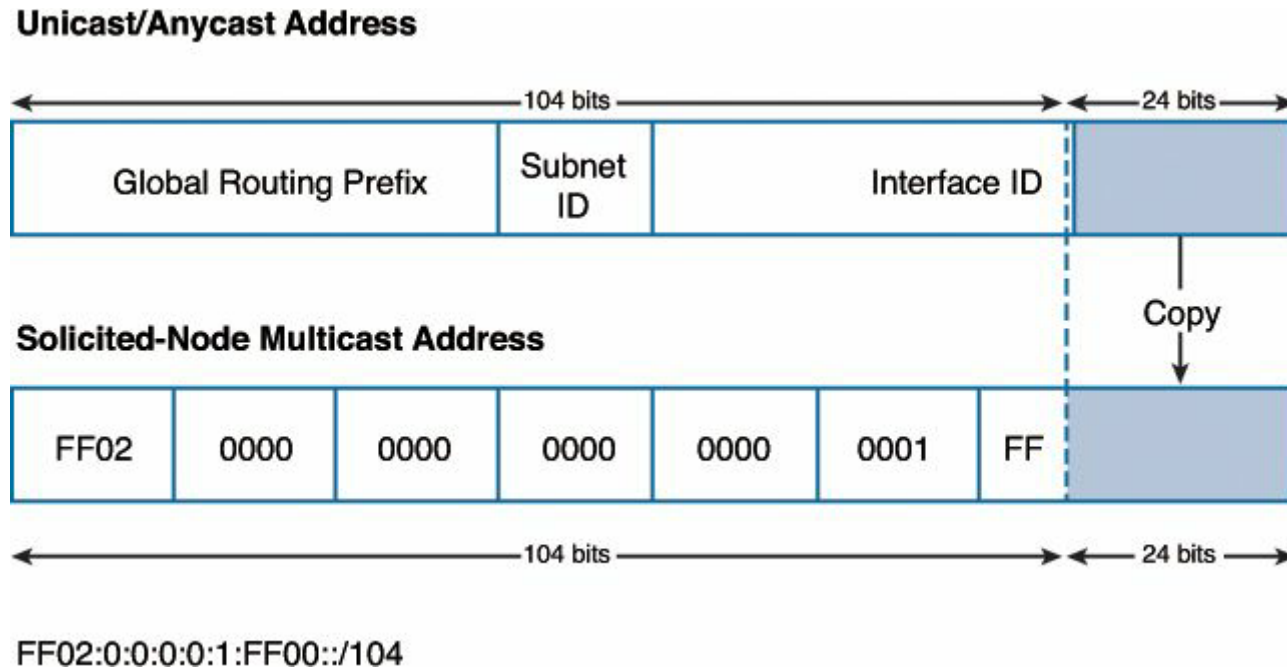 Unicast/Anycast Address
104 bits 24 bits
Global Routing Prefix Subnet ID Interface ID
Copy
Solicited-Node Multicast Address
FF02 0000 0000 0000 0000 0001 FF
104 bits 24 bits
FF02:0:0:0:0:1:FF00::/104